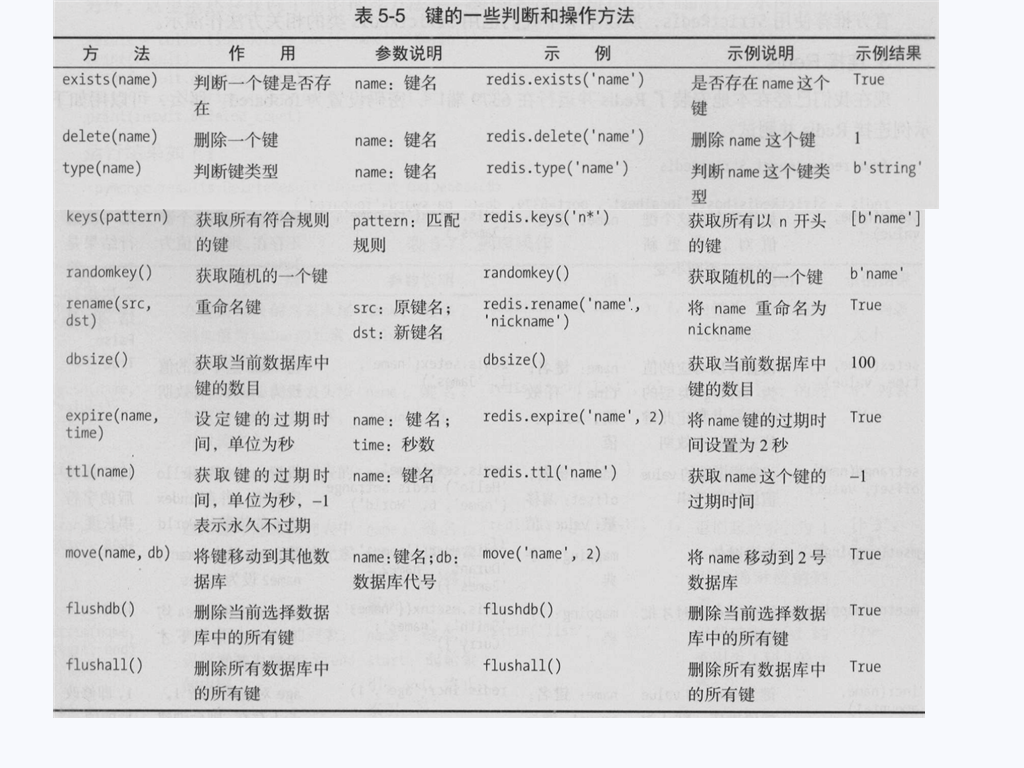 表 5-5 键的一些判断和操作方法
方 法 作 用 参数说明 示 例 示例说明 示例结果
exists(name) 判断一个键是否存 name：键名 redis.exists('name') 是否存在 name 这个 True
在 键
delete(name) 删除一个键 name：键名 redis.delete('name') 删除 name 这个键 1
type(name) 判断键类型 name：键名 redis.type('name') 判断 name 这个键类 b'string'
型
keys(pattern) 获取所有符合规则 pattern：匹配 redis.keys('n*') 获取所有以 n 开头 [b'name']
的键 规则 的键
randomkey() 获取随机的一个键 randomkey() 获取随机的一个键 b'name'
rename(src, 重命名键 src：原键名； redis.rename('name', 将 name 重命名为 True
dst) dst：新键名 'nickname') nickname
dbsize() 获取当前数据库中 dbsize() 获取当前数据库中 100
键的数目 键的数目
expire(name, 设定键的过期时 name：键名； redis.expire('name', 2) 将 name 键的过期时 True
time) 间，单位为秒 time：秒数 间设置为 2 秒
ttl(name) 获取键的过期时 name：键名 redis.ttl('name') 获取 name 这个键的 -1
间，单位为秒，-1 过期时间
表示永久不过期
move(name,db) 将键移动到其他数 name:键名;db: move('name', 2) 将 name 移动到 2 号 True
据库 数据库代号 数据库
flushdb() 删除当前选择数据 flushdb() 删除当前选择数据 True
库中的所有键 库中的所有键
flushall() 删除所有数据库中 flushall() 删除所有数据库中 True
的所有键 的所有键